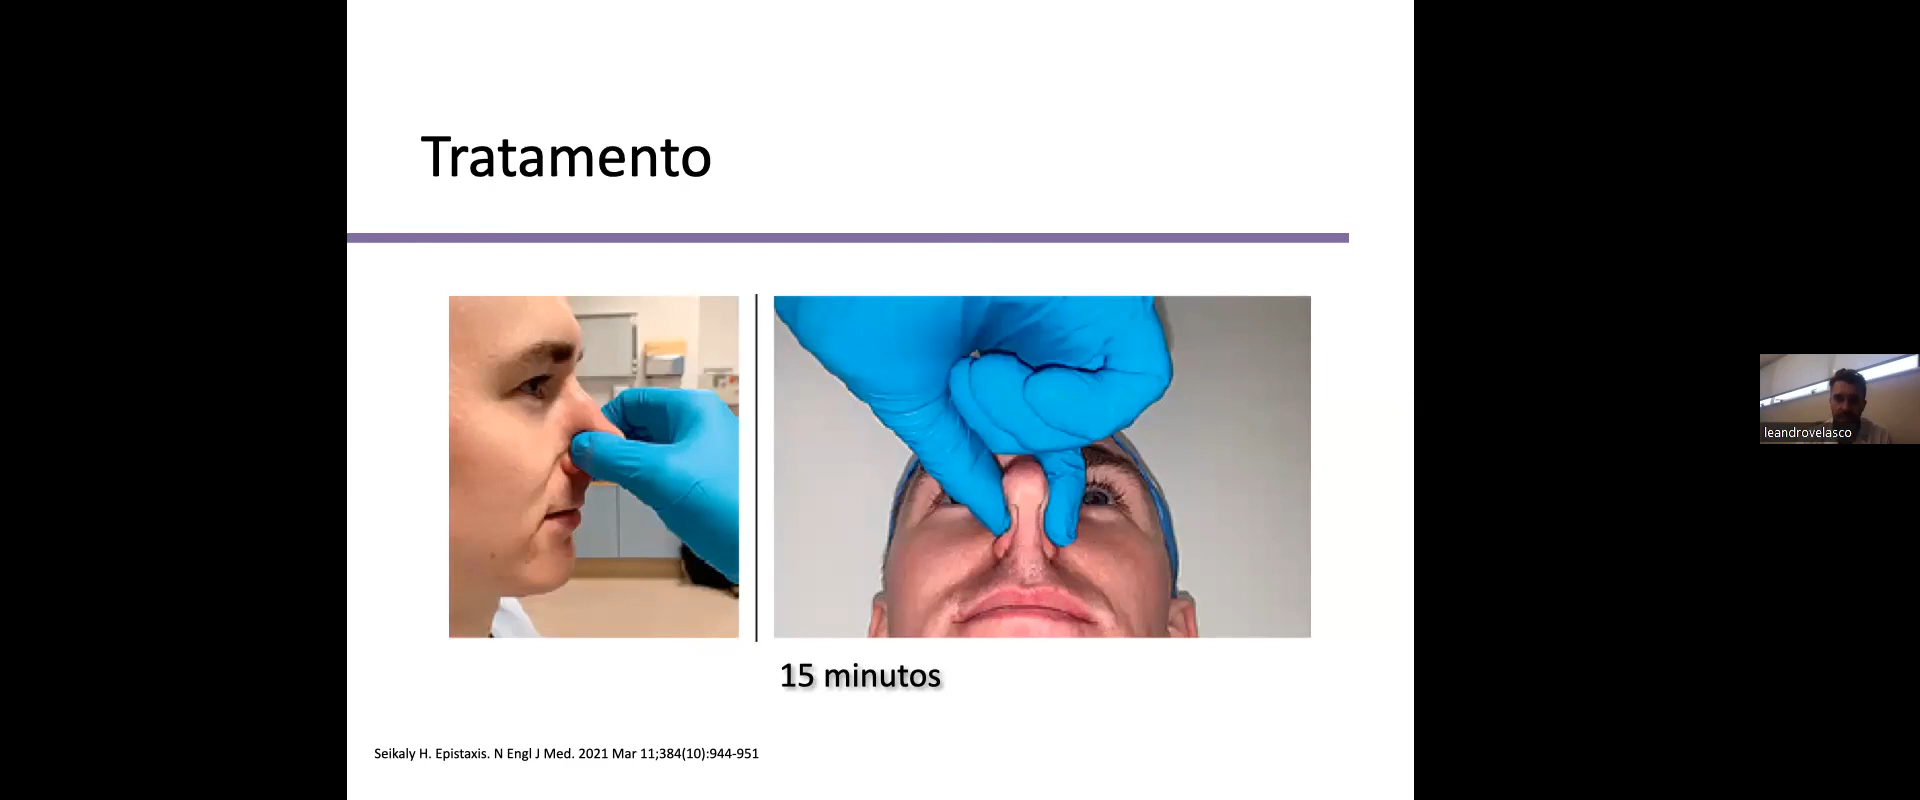 Tratamento
15 minutos
Seikaly H. Epistaxis. N Engl J Med. 2021 Mar 11;384(10):944-951
leandrovelasco